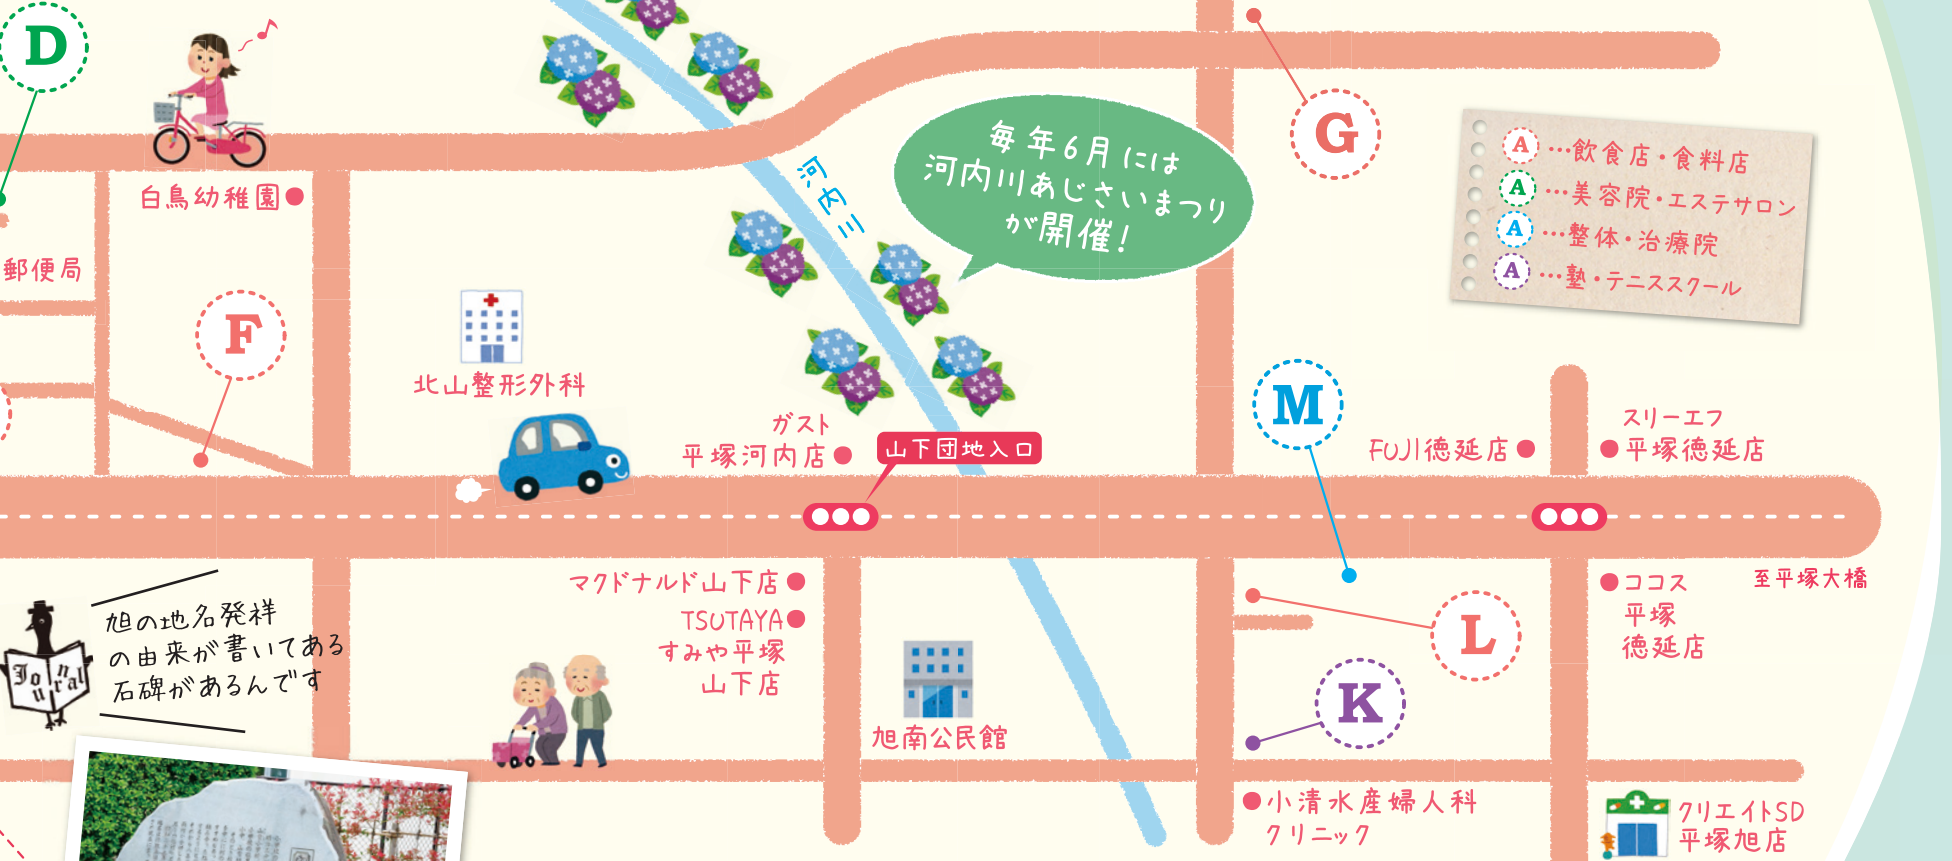 D
G
毎年6月には
河内川あじさいまつり
が開催!
河内川
A…飲食店・食料店
A…美容院・エステサロン
A…整体・治療院
A…塾・テニススクール
白鳥幼稚園
郵便局
F
北山整形外科
M
ガスト
平塚河内店
山下団地入口
FUJI徳延店
スリーエフ
平塚徳延店
マクドナルド山下店
TSUTAYA
すみや平塚
山下店
ココス
平塚
徳延店
至平塚大橋
旭の地名発祥
の由来が書いてある
石碑があるんです
Journal
L
K
旭南公民館
小清水産婦人科
クリニック
クリエイトSD
平塚旭店